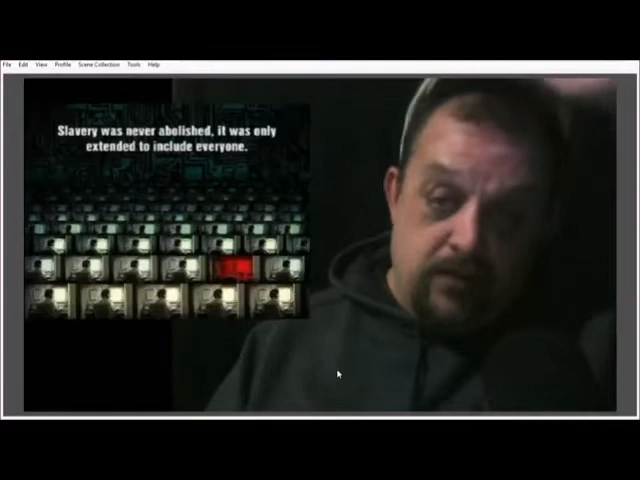 File Edit View Profile Scene Collection Tools Help
Slavery was never abolished, it was only
extended to include everyone.